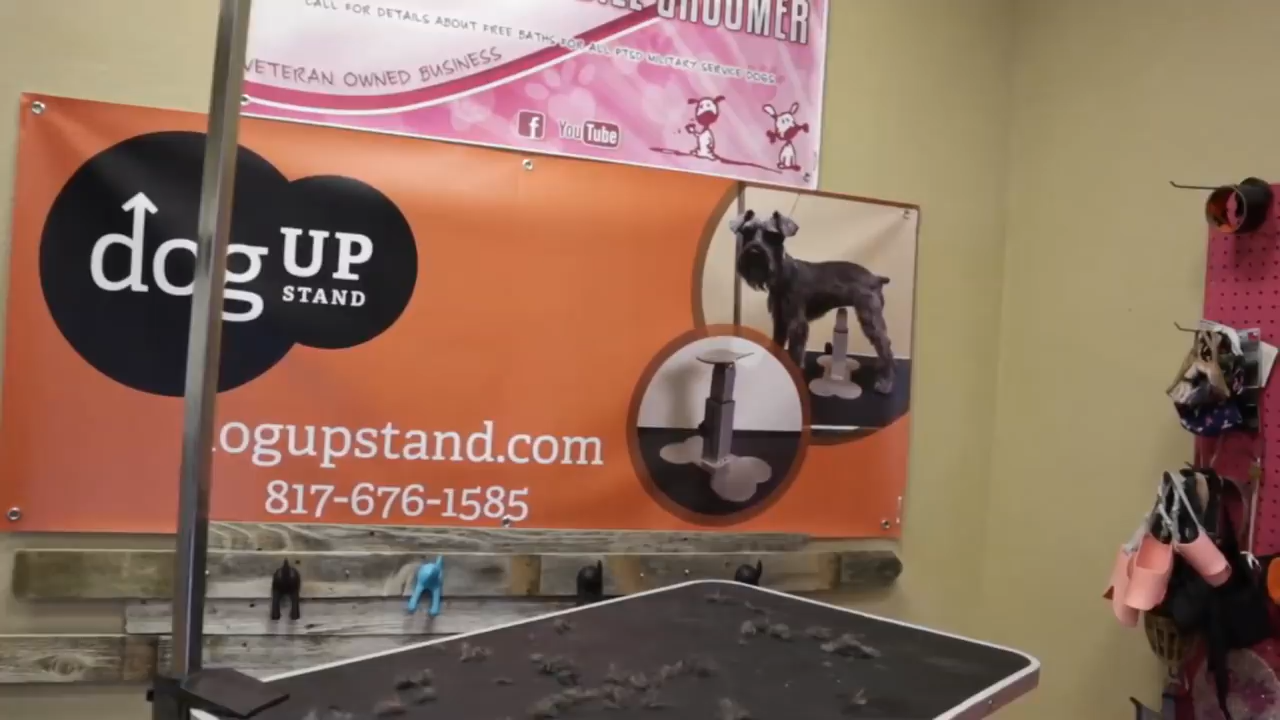 GROOMER
CALL FOR DETAILS ABOUT FREE BATHS FOR ALL PTSD MILITARY SERVICE DOGS
VETERAN OWNED BUSINESS
f YouTube
dog UP
STAND
ogupstand.com
817-676-1585